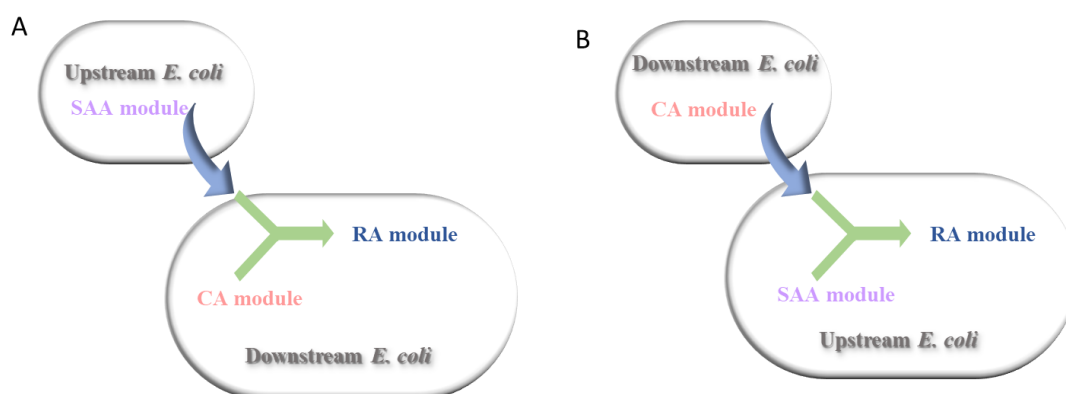 A
Upstream E. coli
SAA module
RA module
CA module
Downstream E. coli
B
Downstream E. coli
CA module
RA module
SAA module
Upstream E. coli